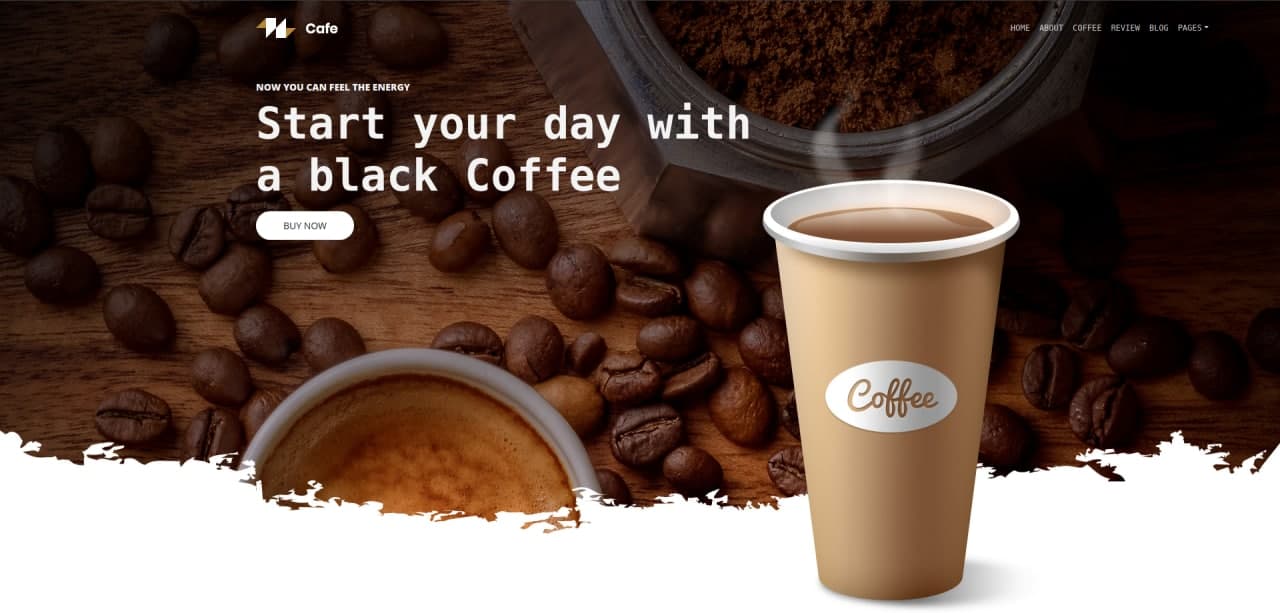 Cafe
HOME ABOUT COFFEE REVIEW BLOG PAGES
NOW YOU CAN FEEL THE ENERGY
Start your day with
a black Coffee
BUY NOW
Coffee